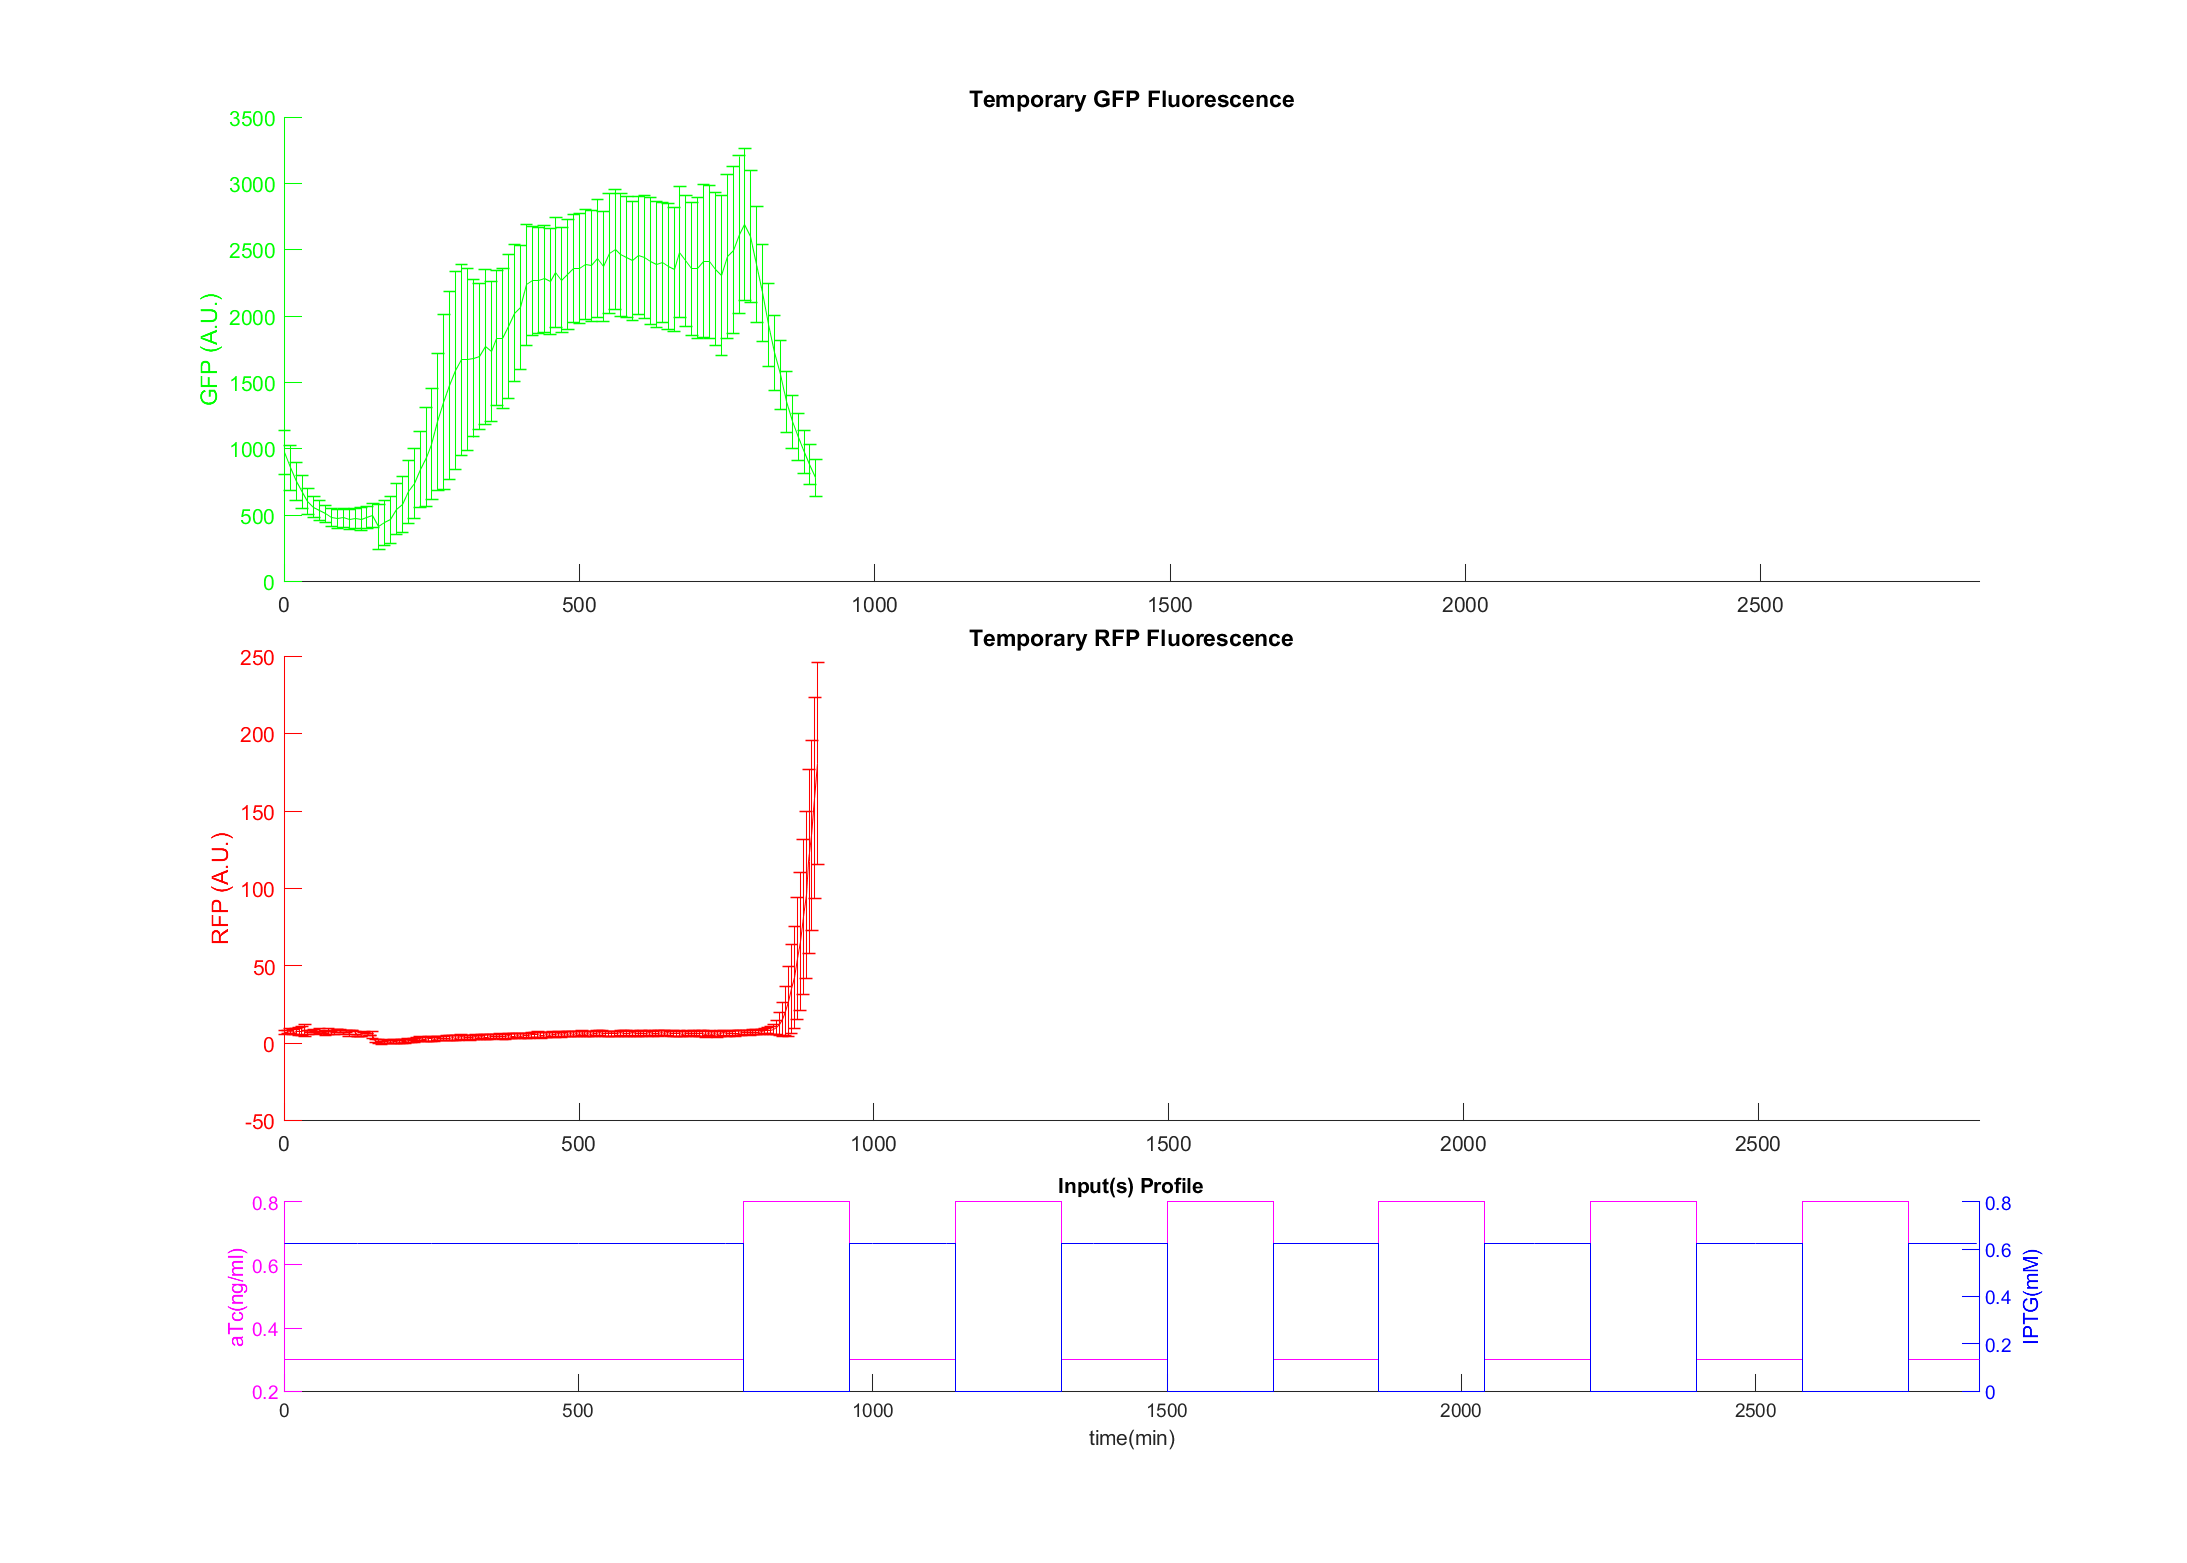 Temporary GFP Fluorescence
GFP (A.U.)
3500
3000
2500
2000
1500
1000
500
0
0 500 1000 1500 2000 2500
Temporary RFP Fluorescence
RFP (A.U.)
250
200
150
100
50
0
-50
0 500 1000 1500 2000 2500
Input(s) Profile
aTc(ng/ml)
0.8
0.6
0.4
0.2
0.8
0.6
0.4
0.2
0
IPTG(mM)
0 500 1000 1500 2000 2500
time(min)